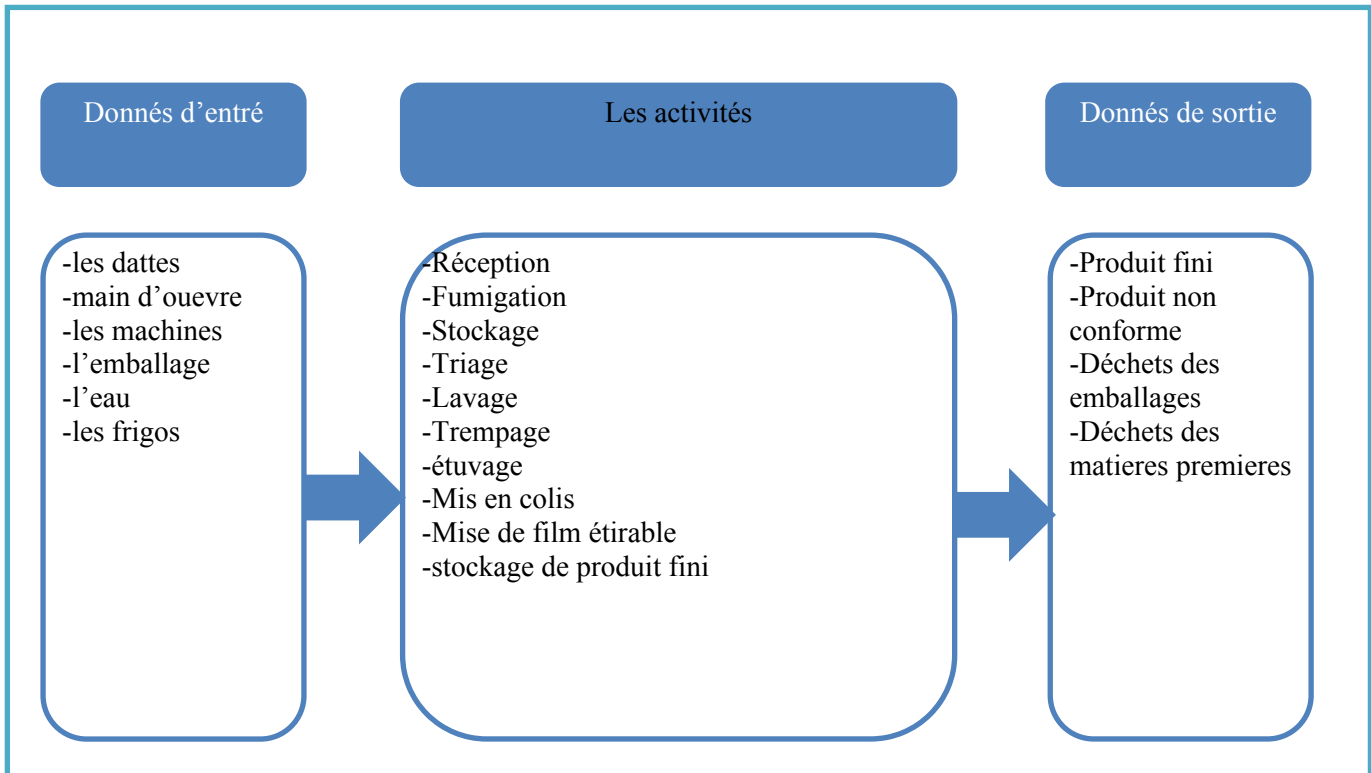 Donnés d’entré
Les activités
Donnés de sortie
-les dattes
-main d’ouevre
-les machines
-l’emballage
-l’eau
-les frigos
-Réception
-Fumigation
-Stockage
-Triage
-Lavage
-Trempage
-étuvage
-Mis en colis
-Mise de film étirable
-stockage de produit fini
-Produit fini
-Produit non
conforme
-Déchets des
emballages
-Déchets des
matieres premieres